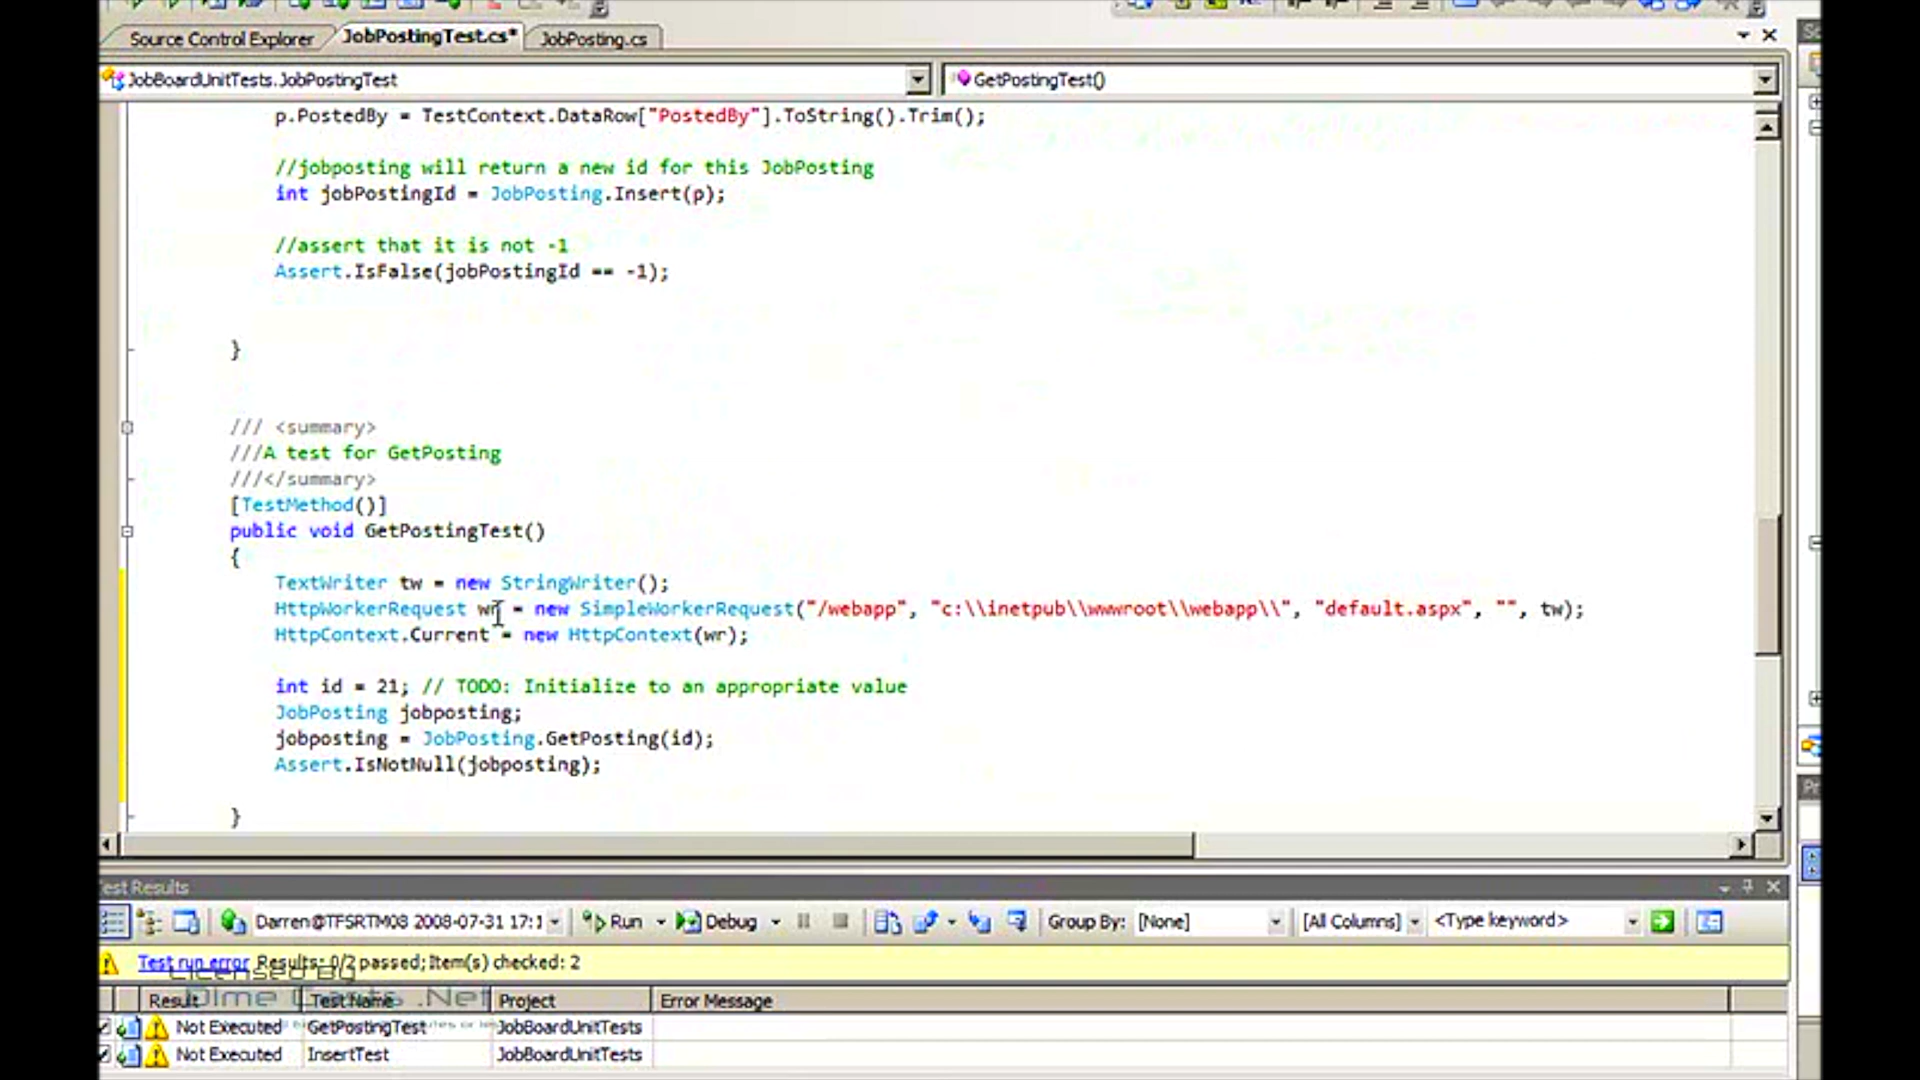 Source Control Explorer JobPostingTest.cs* JobPosting.cs
JobBoardUnitTests.JobPostingTest GetPostingTest()
p.PostedBy = TestContext.DataRow["PostedBy"].ToString().Trim();
//jobposting will return a new id for this JobPosting
int jobPostingId = JobPosting.Insert(p);
//assert that it is not -1
Assert.IsFalse(jobPostingId == -1);
}
/// <summary>
///A test for GetPosting
///</summary>
[TestMethod()]
public void GetPostingTest()
{
TextWriter tw = new StringWriter();
HttpWorkerRequest wr = new SimpleWorkerRequest("/webapp", "c:\\inetpub\\wwwroot\\webapp\\", "default.aspx", "", tw);
HttpContext.Current = new HttpContext(wr);
int id = 21; // TODO: Initialize to an appropriate value
JobPosting jobposting;
jobposting = JobPosting.GetPosting(id);
Assert.IsNotNull(jobposting);
}
Test Results
Darren@TFSRTM08 2008-07-31 17:1 Run Debug Group By: [None] [All Columns] <Type keyword>
Test run error Results: 0/2 passed; Item(s) checked: 2
Licensed By
Dime Casts .Net
Result Test Name Project Error Message
Not Executed GetPostingTest JobBoardUnitTests
Not Executed InsertTest JobBoardUnitTests